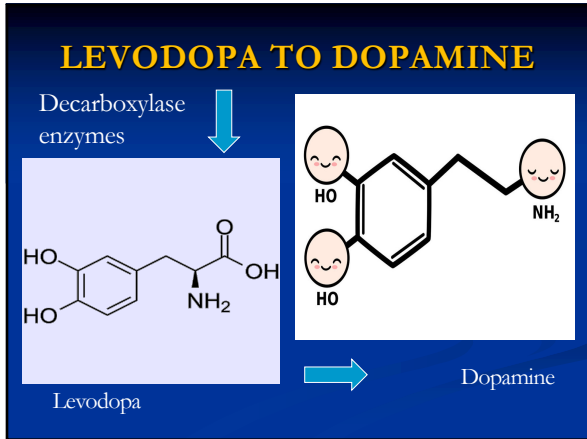 LEVODOPA TO DOPAMINE
Decarboxylase
enzymes
HO
HO
O
OH
NH₂
Levodopa
HO
HO
NH₂
Dopamine